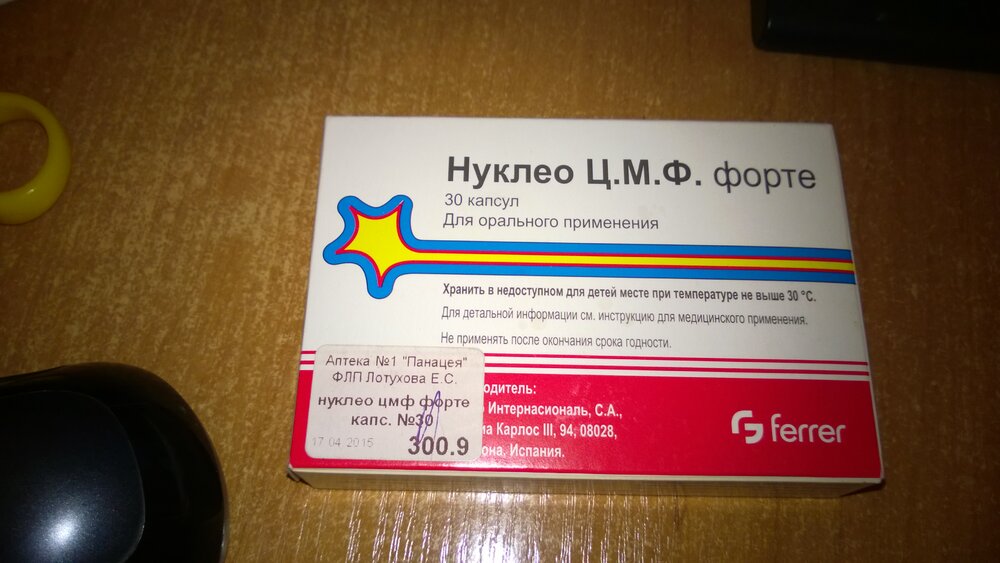 Нуклео Ц.М.Ф. форте
30 капсул
Для орального применения
Хранить в недоступном для детей месте при температуре не выше 30 °C.
Для детальной информации см. инструкцию для медицинского применения.
Не применять после окончания срока годности.
Аптека №1 "Панацея"
ФЛП Лотухова Е.С.
нуклео цмф форте
капс. №30
17 04 2015
300.9
одитель:
Интернасиональ, С.А.,
Карлос III, 94, 08028,
она, Испания.
ferrer